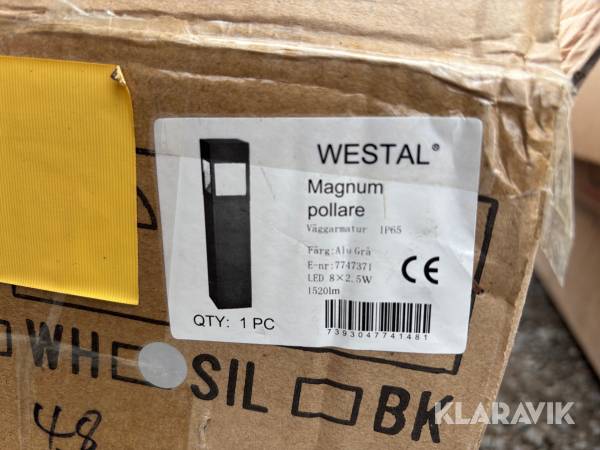 WESTAL®
Magnum
pollare
Väggarmatur IP65
Färg:Alu Grå
E-nr:7747371
LED 8×2.5W
1520lm
CE
QTY: 1 PC
7393047741481
WH SIL BK
48
KLARAVIK